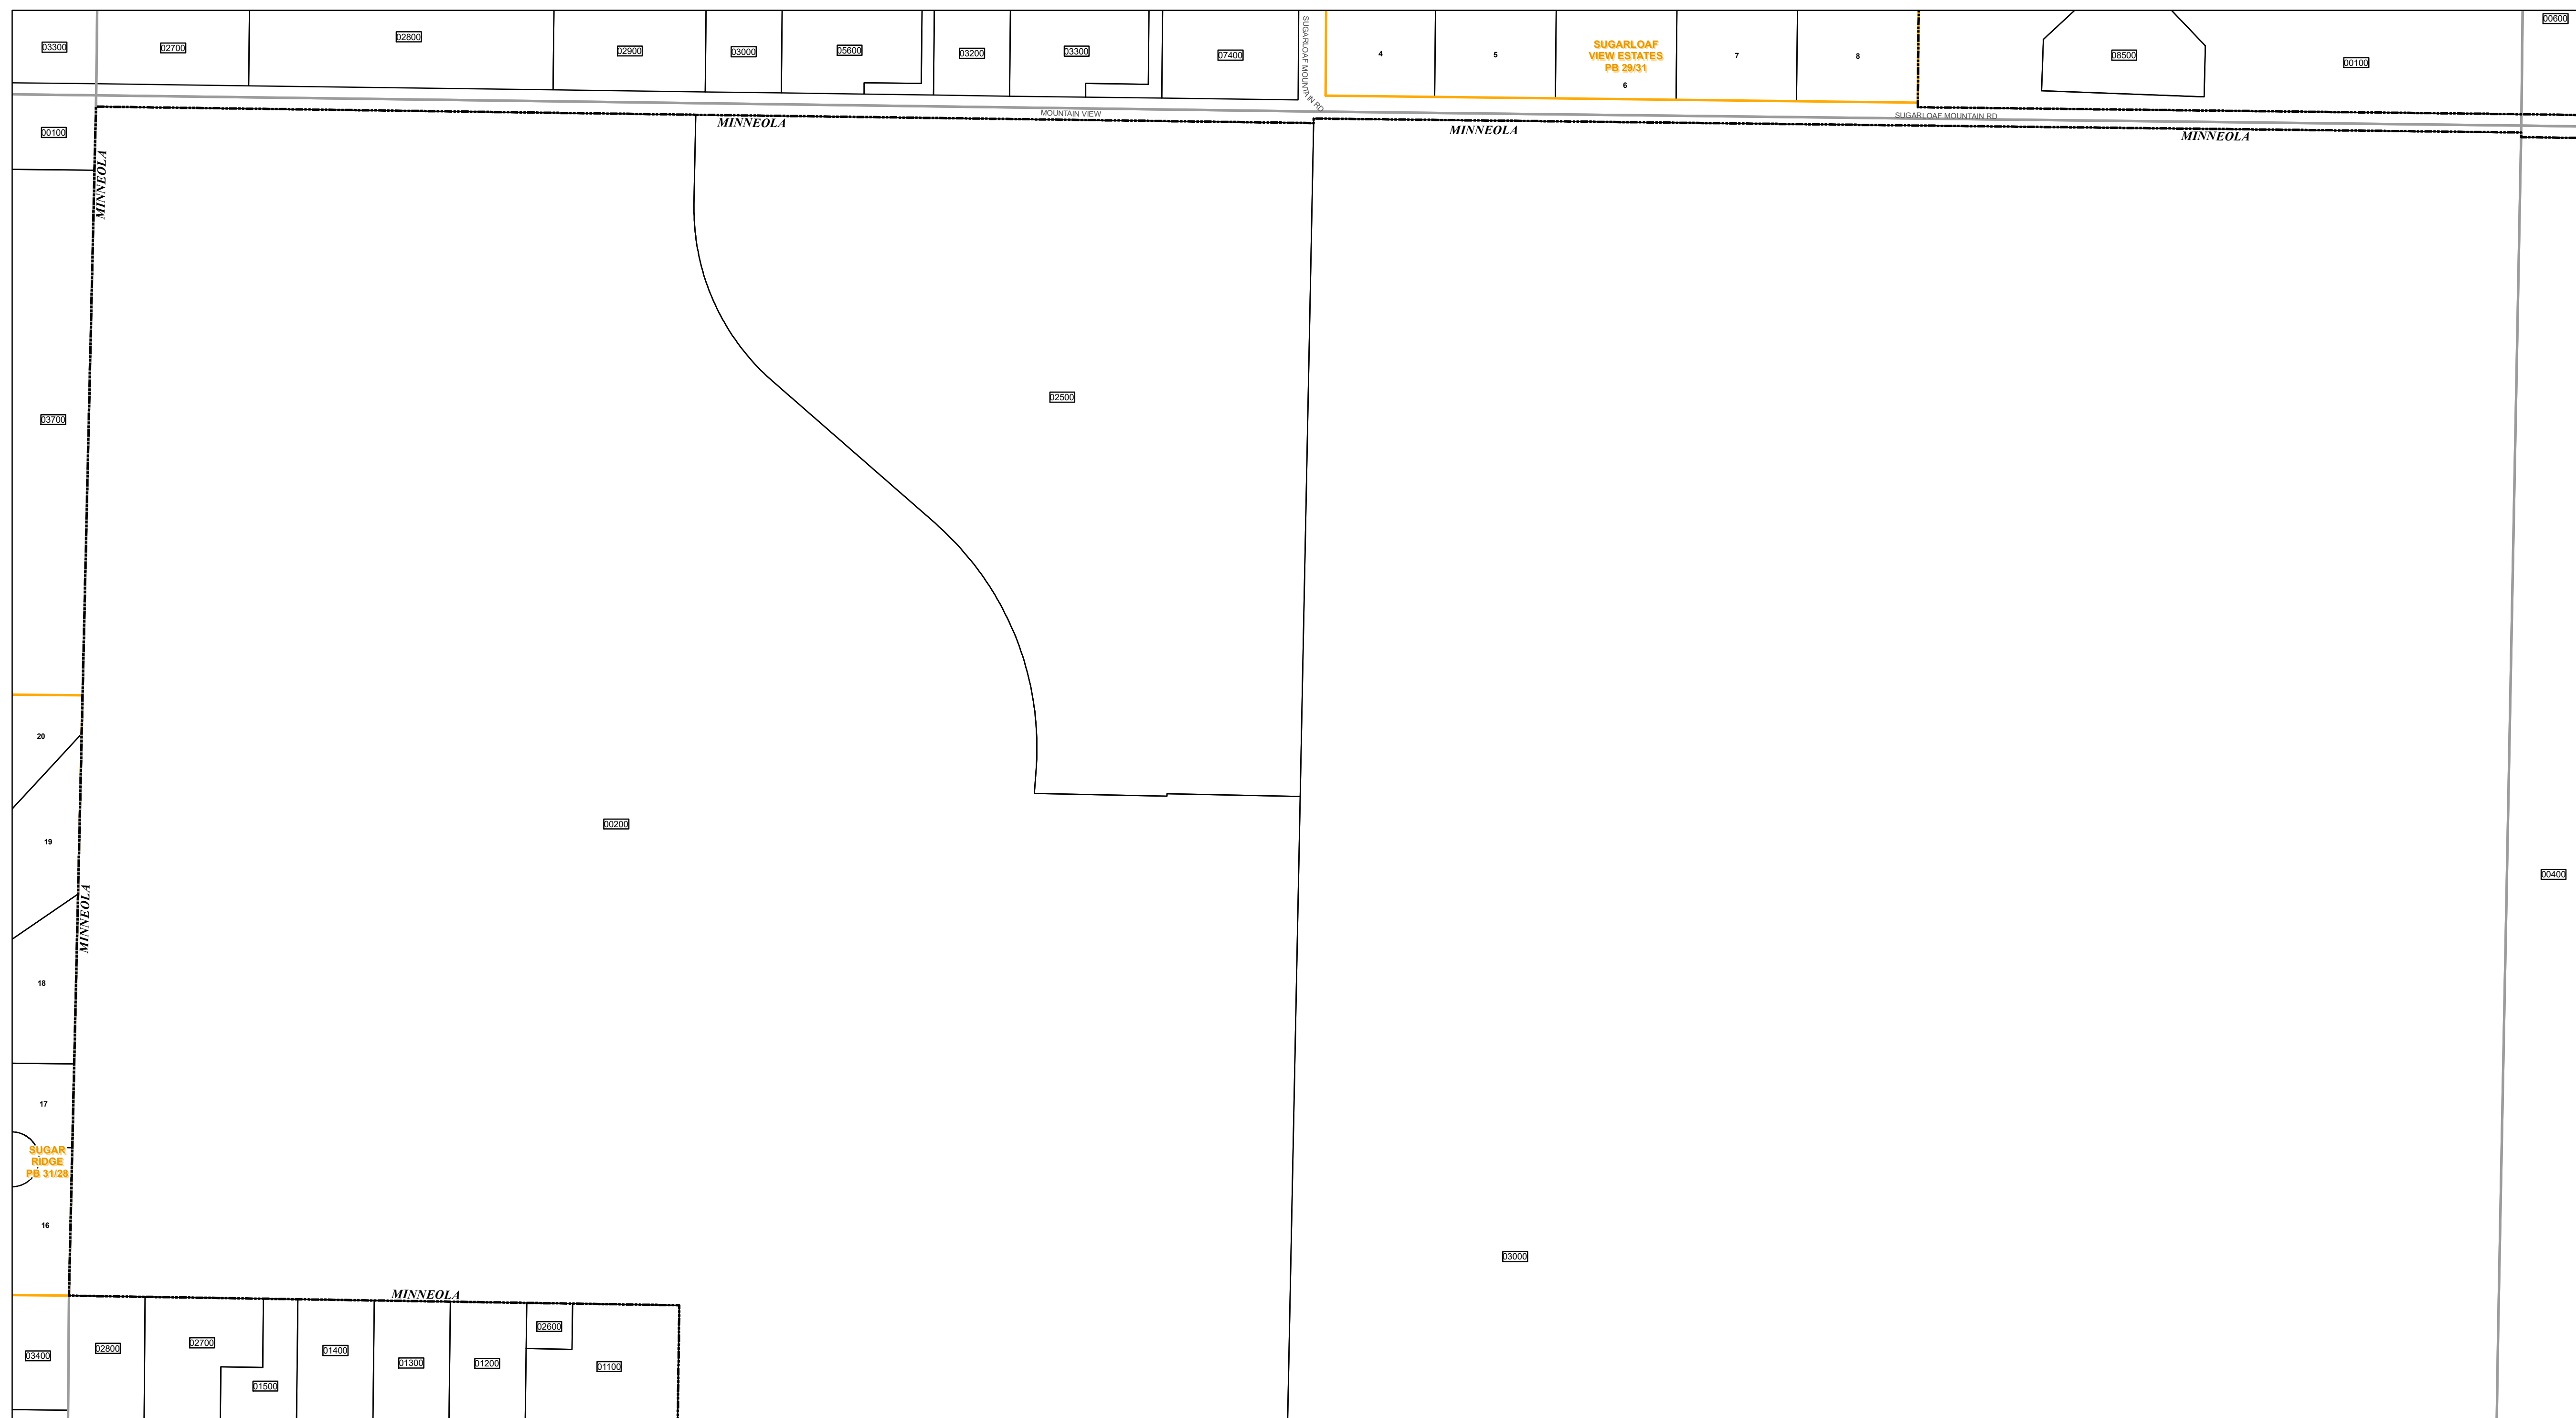 03300
02700
02800
02900
03000
05600
03200
03300
07400
SUGARLOAF MOUNTAIN RD
4
5
SUGARLOAF
VIEW ESTATES
PB 29/31
6
7
8
08500
00100
00600
00100
MINNEOLA
MOUNTAIN VIEW
MINNEOLA
SUGARLOAF MOUNTAIN RD
MINNEOLA
MINNEOLA
02500
03700
20
00200
19
00400
MINNEOLA
18
17
SUGAR
RIDGE
PB 31/28
16
03000
MINNEOLA
03400
02800
02700
01500
01400
01300
01200
02600
01100